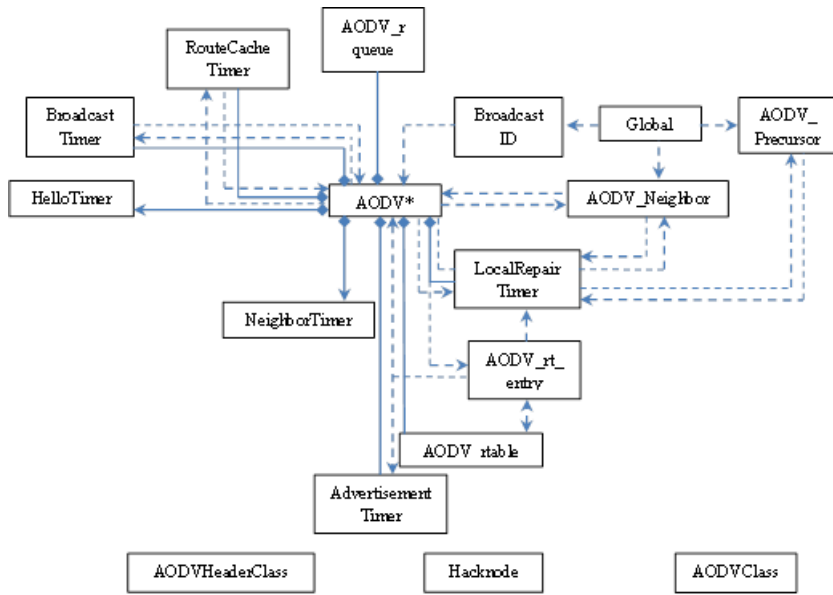 AODV_r
queue
RouteCache
Timer
Broadcast
Timer
Broadcast
ID
Global
AODV_
Precursor
HelloTimer
AODV*
AODV_Neighbor
LocalRepair
Timer
NeighborTimer
AODV_rt_
entry
AODV_rtable
Advertisement
Timer
AODVHeaderClass
Hacknode
AODVClass